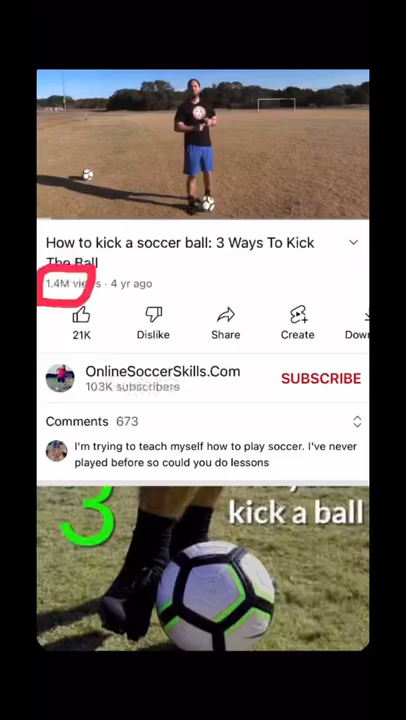 How to kick a soccer ball: 3 Ways To Kick
The Ball
1.4M views · 4 yr ago
21K
Dislike
Share
Create
Down
OnlineSoccerSkills.Com
103K subscribers
SUBSCRIBE
Comments 673
I'm trying to teach myself how to play soccer. I've never
played before so could you do lessons
3
kick a ball